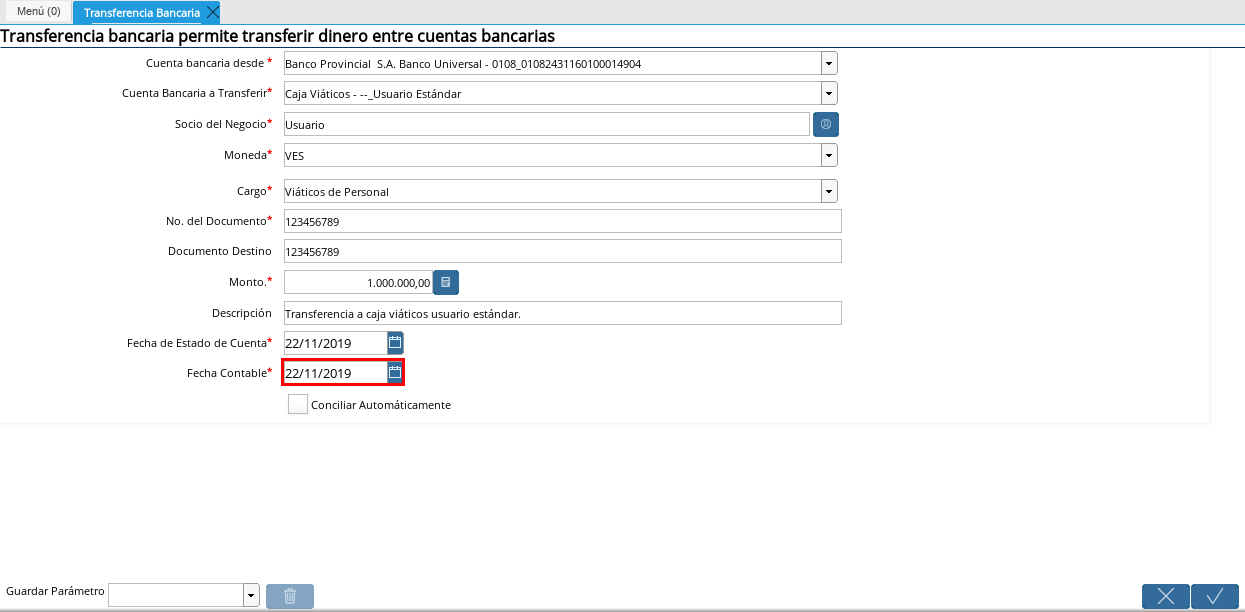 Menú (0) Transferencia Bancaria
Transferencia bancaria permite transferir dinero entre cuentas bancarias
Cuenta bancaria desde * Banco Provincial S.A. Banco Universal - 0108_01082431160100014904
Cuenta Bancaria a Transferir* Caja Viáticos - --_Usuario Estándar
Socio del Negocio* Usuario
Moneda* VES
Cargo* Viáticos de Personal
No. del Documento* 123456789
Documento Destino 123456789
Monto.* 1.000.000,00
Descripción Transferencia a caja viáticos usuario estándar.
Fecha de Estado de Cuenta* 22/11/2019
Fecha Contable* 22/11/2019
Conciliar Automáticamente
Guardar Parámetro